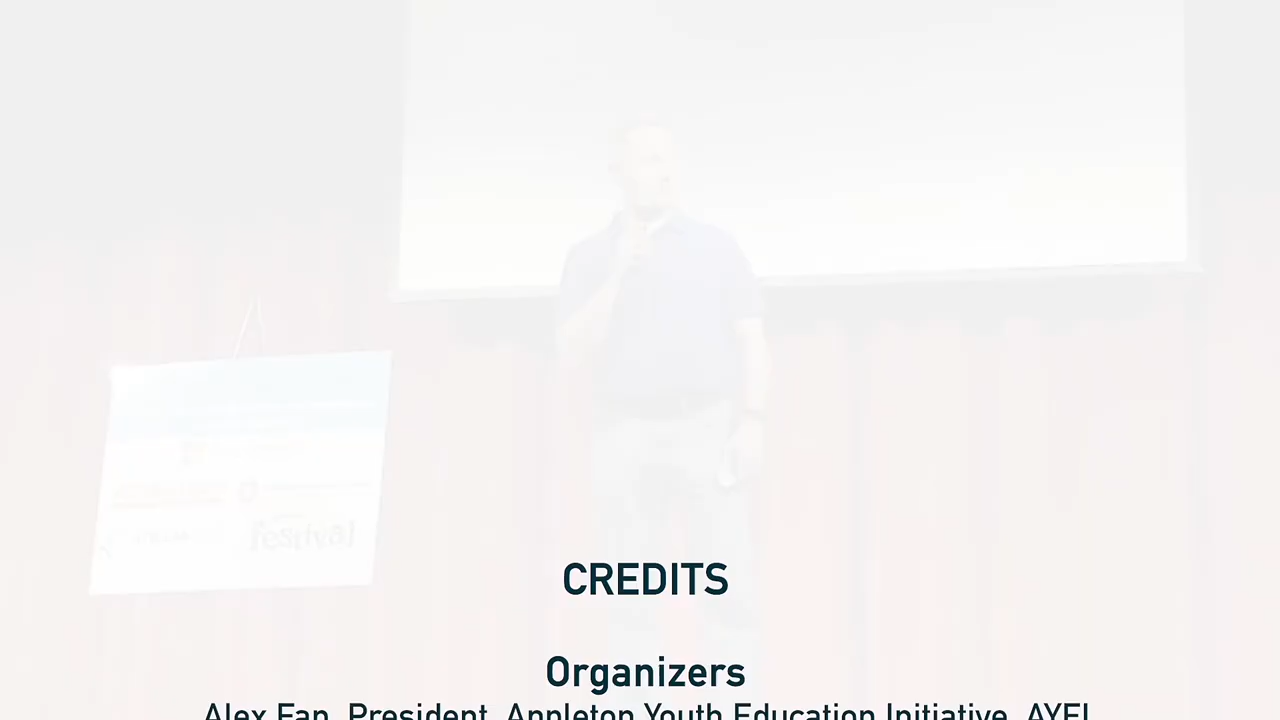 festival
CREDITS
Organizers
Alex Fan, President, Appleton Youth Education Initiative, AYEI